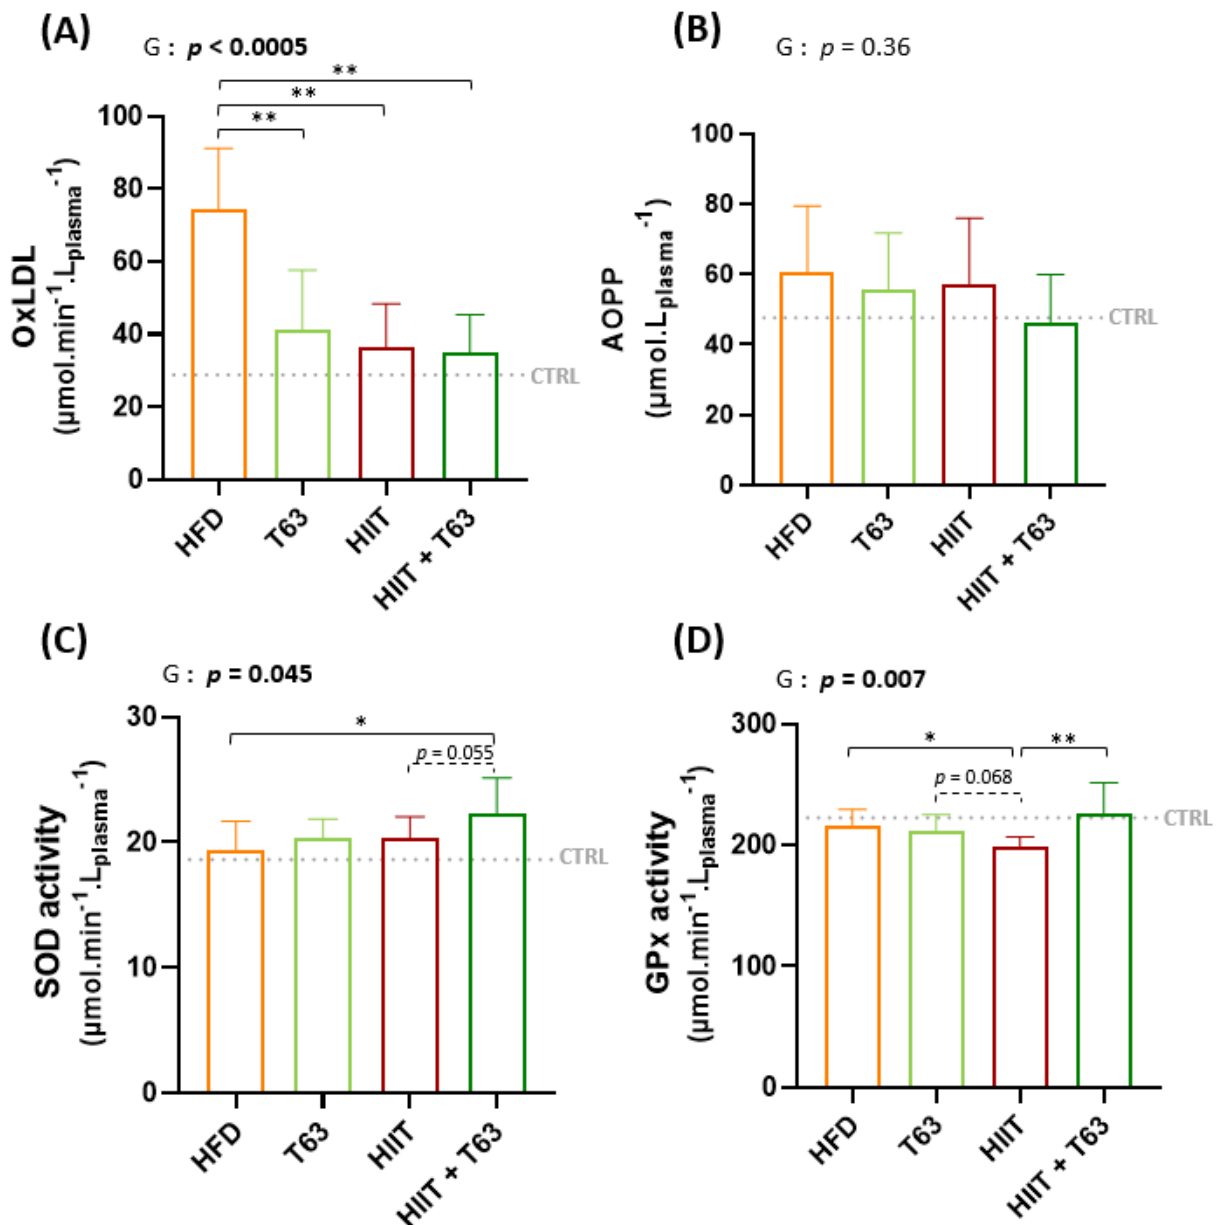 (A)
G : p < 0.0005
**
**
**
OxLDL
(µmol.min⁻¹.Lplasma⁻¹)
100
80
60
40
20
0
CTRL
HFD
T63
HIIT
HIIT + T63
(B)
G : p = 0.36
AOPP
(µmol.Lplasma⁻¹)
100
80
60
40
20
0
CTRL
HFD
T63
HIIT
HIIT + T63
(C)
G : p = 0.045
*
p = 0.055
SOD activity
(µmol.min⁻¹.Lplasma⁻¹)
30
20
10
0
CTRL
HFD
T63
HIIT
HIIT + T63
(D)
G : p = 0.007
*
**
p = 0.068
GPx activity
(µmol.min⁻¹.Lplasma⁻¹)
300
200
100
0
CTRL
HFD
T63
HIIT
HIIT + T63